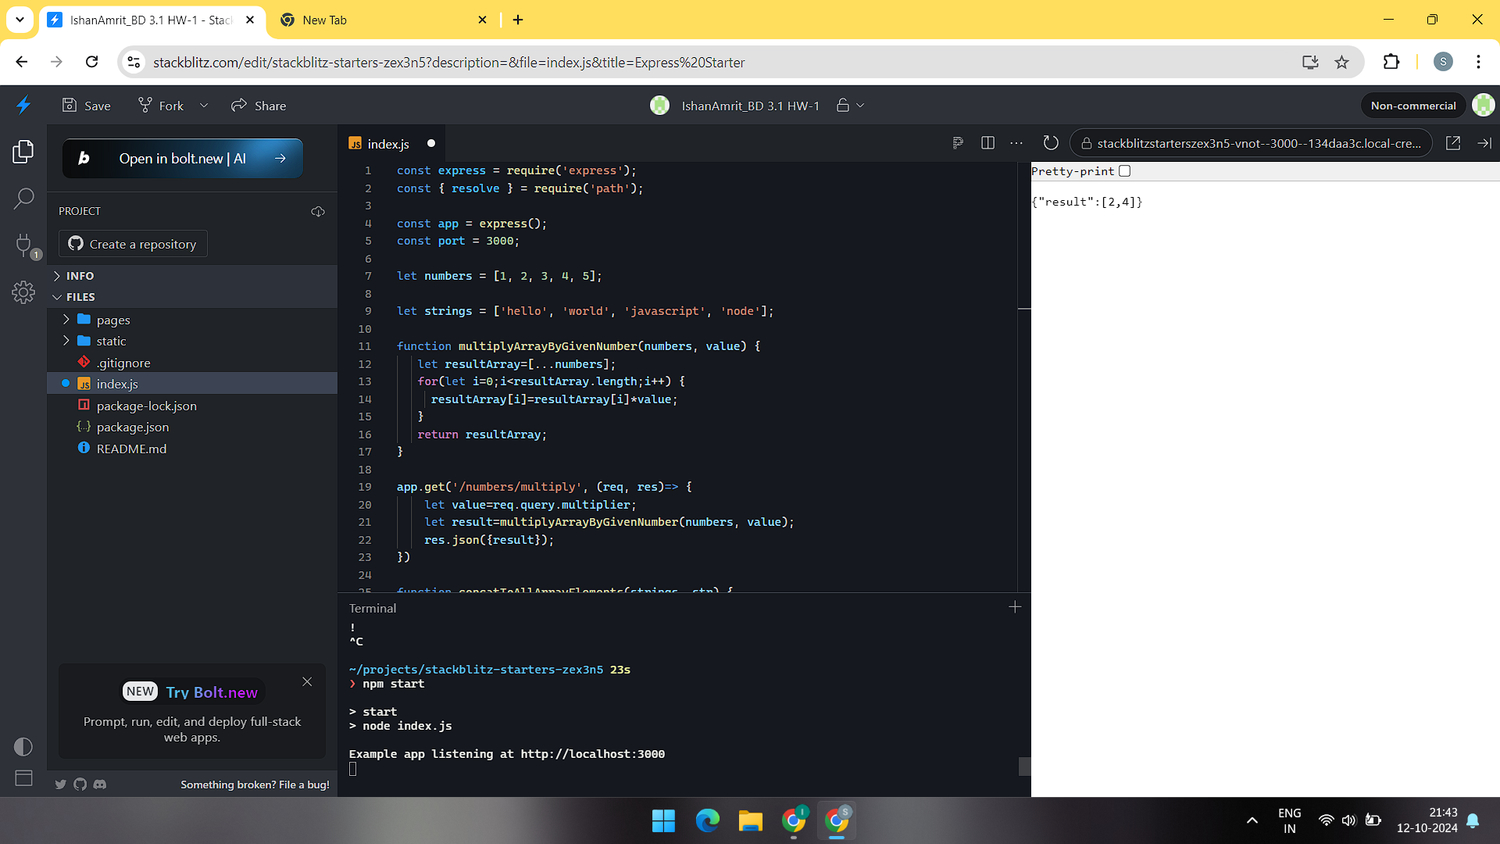 IshanAmrit_BD 3.1 HW-1 - Stac
New Tab
stackblitz.com/edit/stackblitz-starters-zex3n5?description=&file=index.js&title=Express%20Starter
S
Save
Fork
Share
IshanAmrit_BD 3.1 HW-1
Non-commercial
b Open in bolt.new | AI
PROJECT
Create a repository
1
INFO
FILES
pages
static
.gitignore
JS index.js
package-lock.json
{..} package.json
README.md
NEW Try Bolt.new
Prompt, run, edit, and deploy full-stack
web apps.
Something broken? File a bug!
JS index.js
1 const express = require('express');
2 const { resolve } = require('path');
3
4 const app = express();
5 const port = 3000;
6
7 let numbers = [1, 2, 3, 4, 5];
8
9 let strings = ['hello', 'world', 'javascript', 'node'];
10
11 function multiplyArrayByGivenNumber(numbers, value) {
12 let resultArray=[...numbers];
13 for(let i=0;i<resultArray.length;i++) {
14 resultArray[i]=resultArray[i]*value;
15 }
16 return resultArray;
17 }
18
19 app.get('/numbers/multiply', (req, res)=> {
20 let value=req.query.multiplier;
21 let result=multiplyArrayByGivenNumber(numbers, value);
22 res.json({result});
23 })
24
25 function concatToAllArrayElements(strings, str) {
Terminal
!
^C
~/projects/stackblitz-starters-zex3n5 23s
❯ npm start
> start
> node index.js
Example app listening at http://localhost:3000
stackblitzstarterszex3n5-vnot--3000--134daa3c.local-cre...
Pretty-print
{"result":[2,4]}
I
S
ENG
IN
21:43
12-10-2024